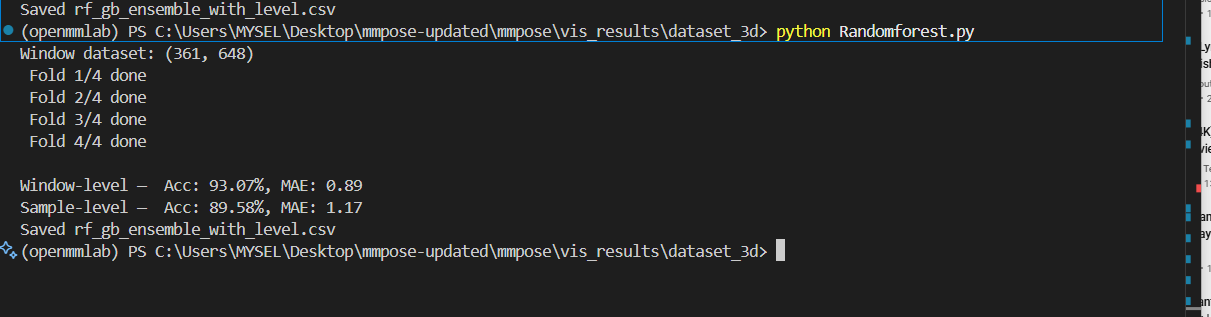 Saved rf_gb_ensemble_with_level.csv
(openmmlab) PS C:\Users\MYSEL\Desktop\mmpose-updated\mmpose\vis_results\dataset_3d> python Randomforest.py
Window dataset: (361, 648)
Fold 1/4 done
Fold 2/4 done
Fold 3/4 done
Fold 4/4 done
Window-level — Acc: 93.07%, MAE: 0.89
Sample-level — Acc: 89.58%, MAE: 1.17
Saved rf_gb_ensemble_with_level.csv
(openmmlab) PS C:\Users\MYSEL\Desktop\mmpose-updated\mmpose\vis_results\dataset_3d>